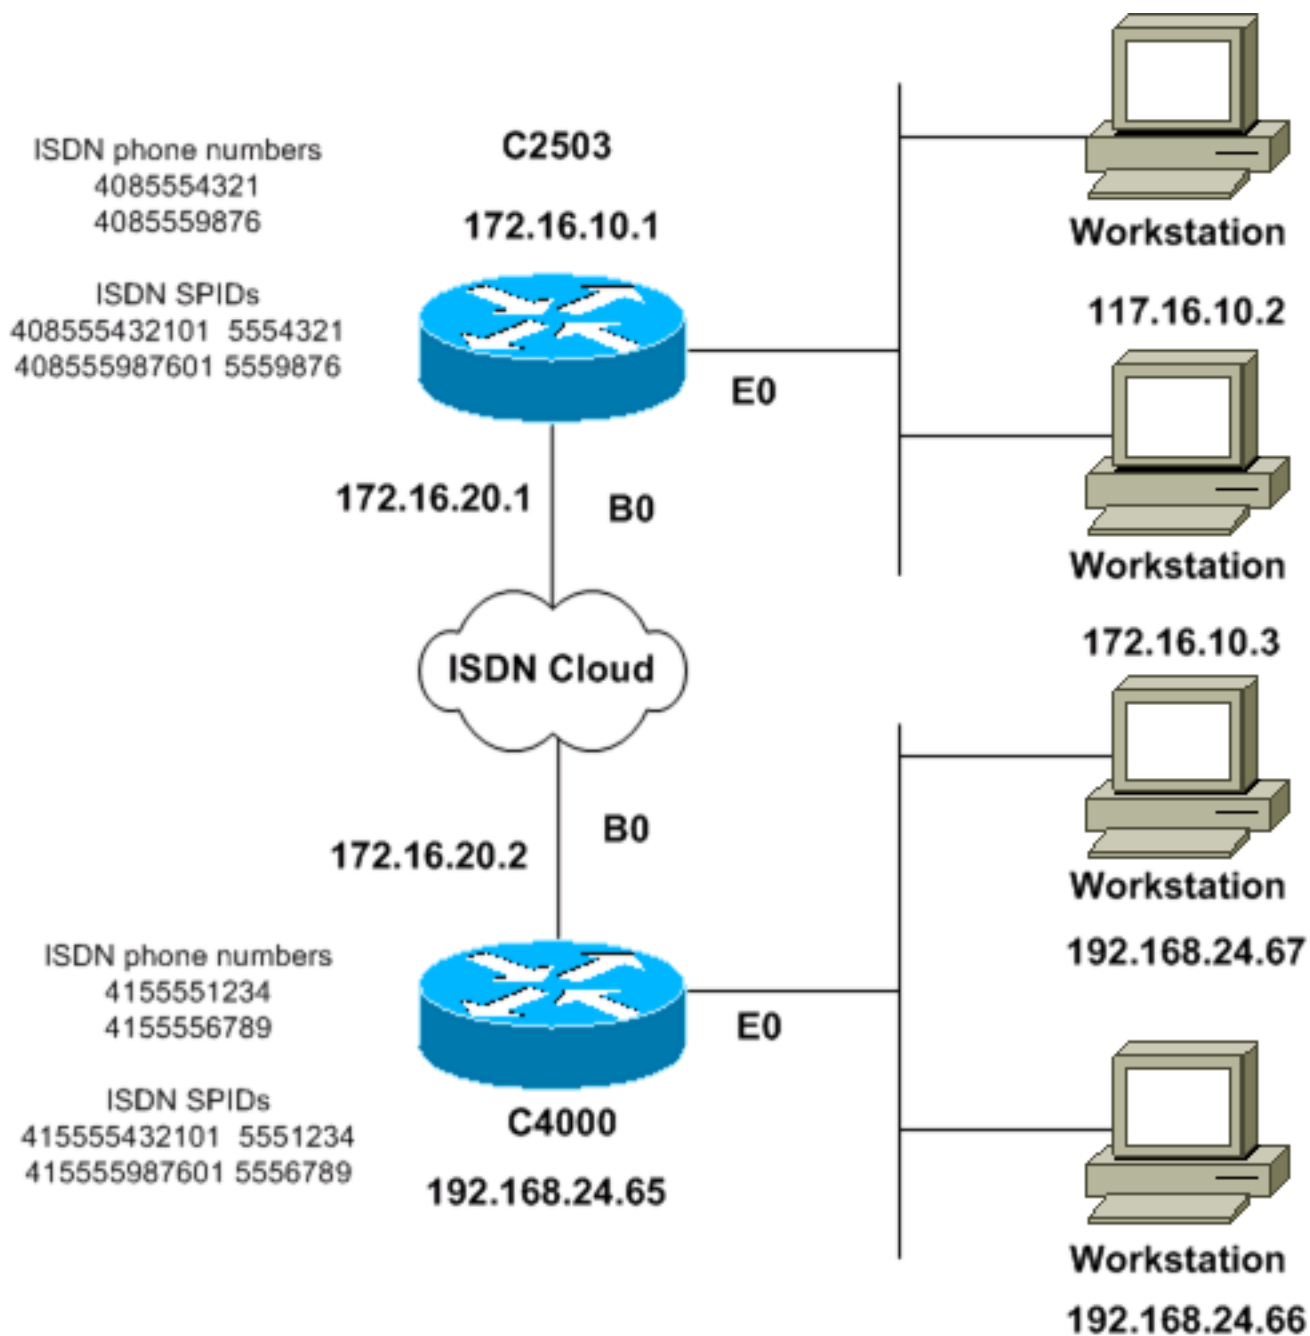 ISDN phone numbers
4085554321
4085559876
ISDN SPIDs
408555432101 5554321
408555987601 5559876
C2503
172.16.10.1
E0
172.16.20.1
B0
Workstation
117.16.10.2
Workstation
172.16.10.3
ISDN Cloud
B0
172.16.20.2
ISDN phone numbers
4155551234
4155556789
ISDN SPIDs
415555432101 5551234
415555987601 5556789
E0
C4000
192.168.24.65
Workstation
192.168.24.67
Workstation
192.168.24.66